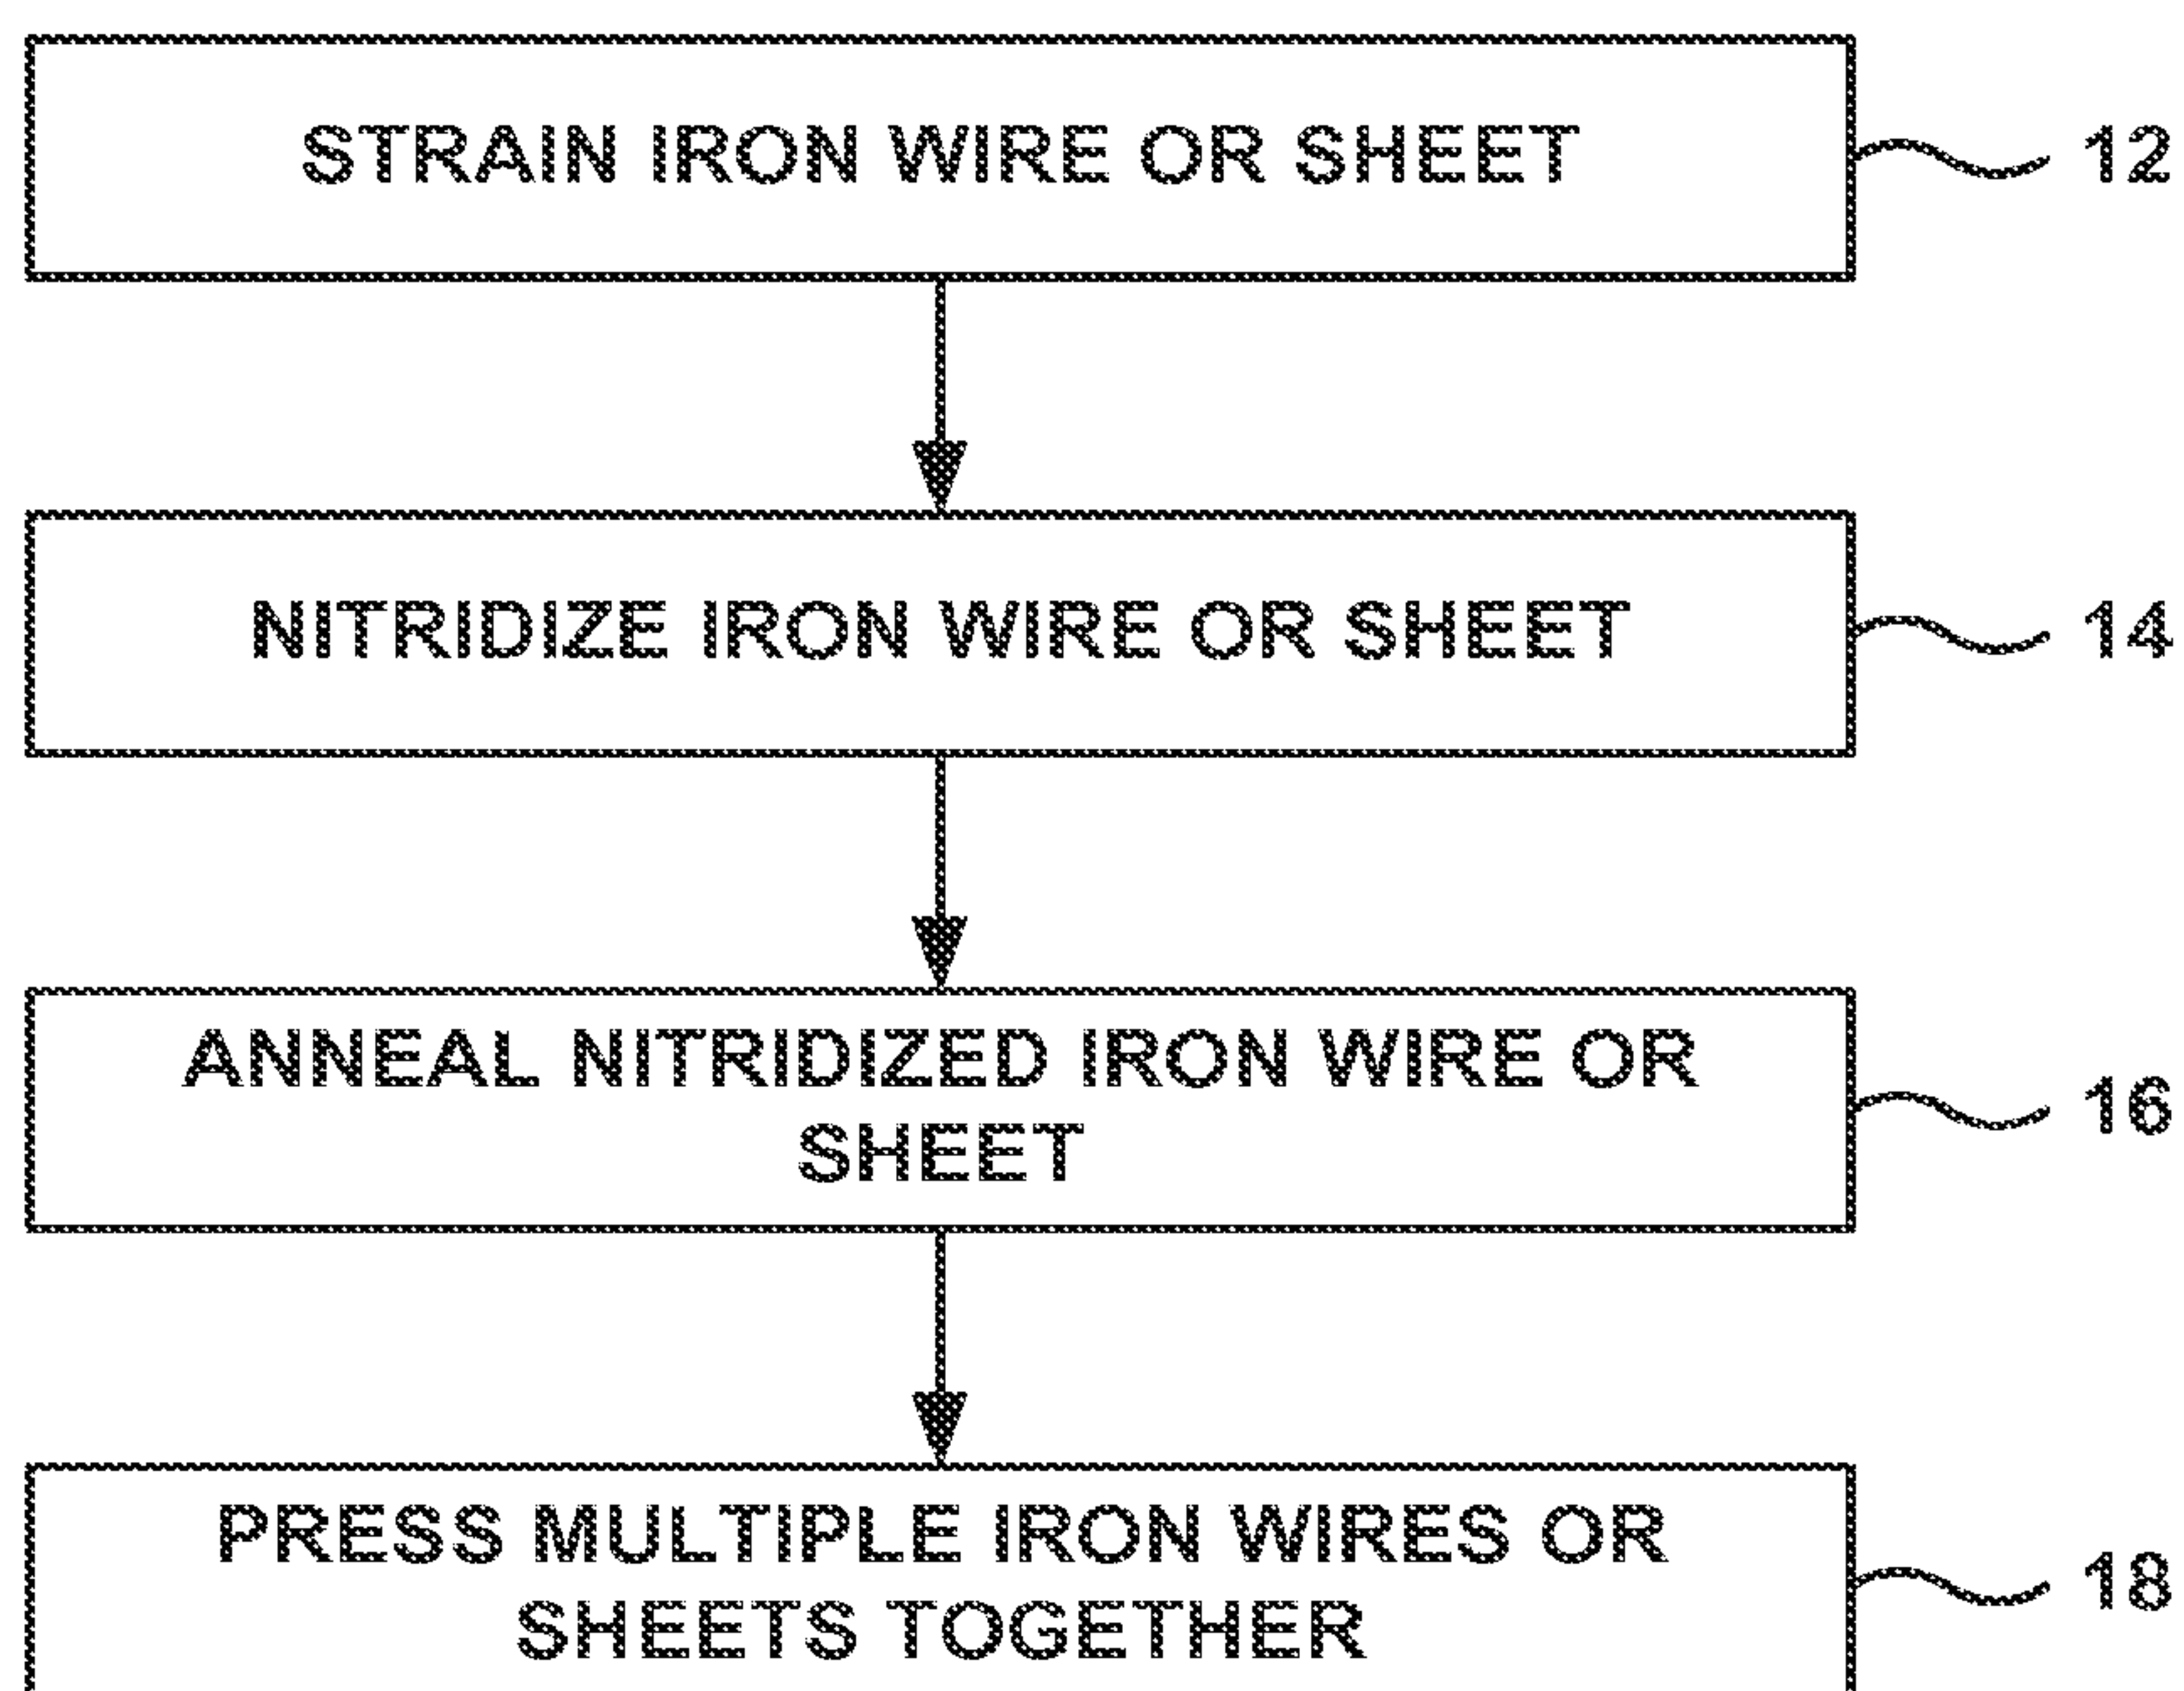 STRAIN IRON WIRE OR SHEET
12
NITRIDIZE IRON WIRE OR SHEET
14
ANNEAL NITRIDIZED IRON WIRE OR
SHEET
16
PRESS MULTIPLE IRON WIRES OR
SHEETS TOGETHER
18